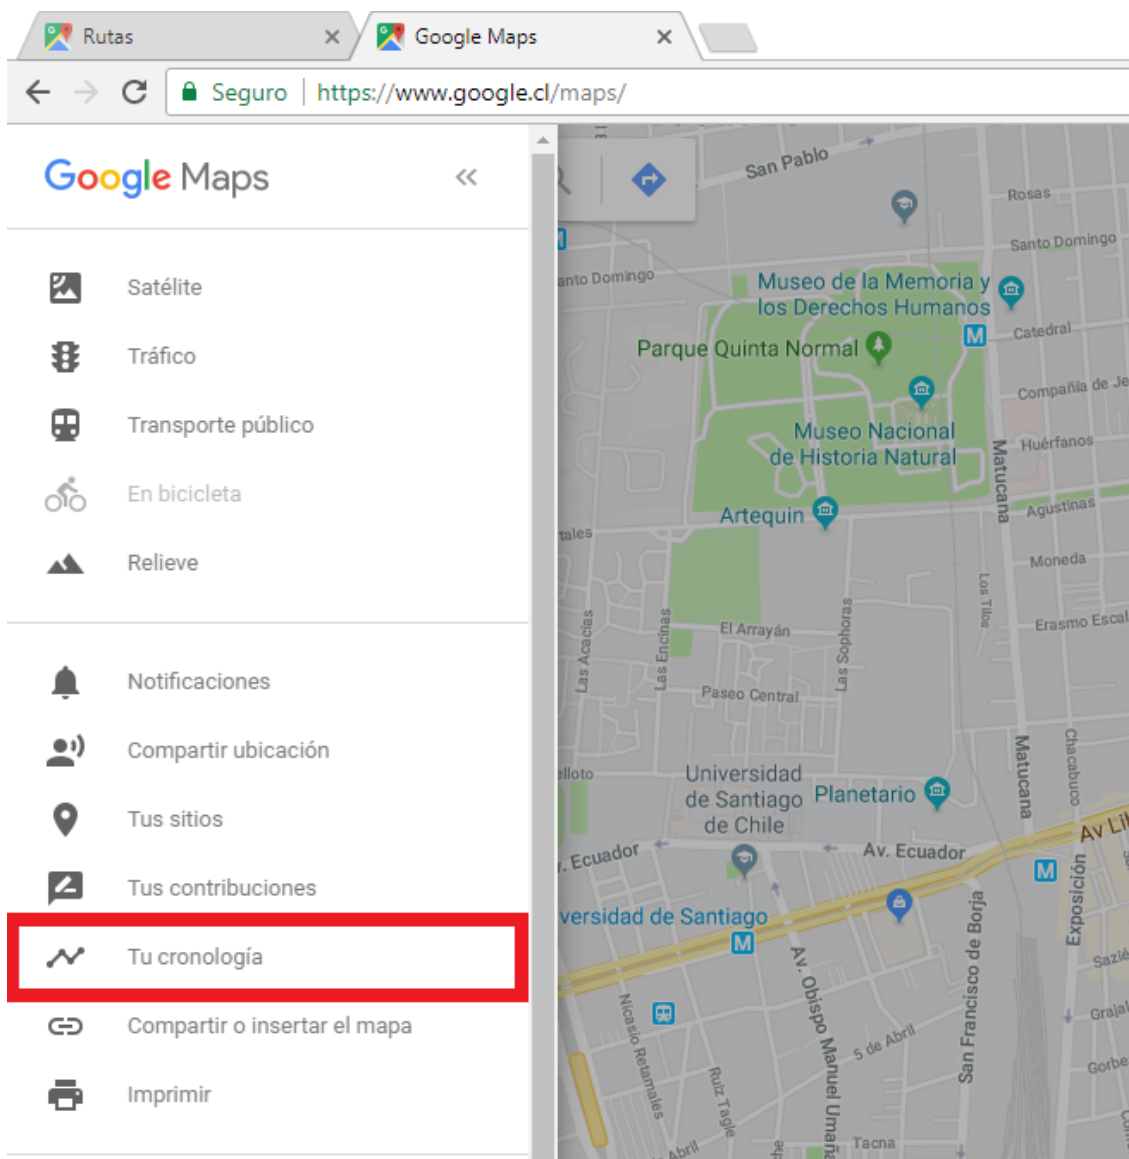 Rutas
Google Maps
Seguro
https://www.google.cl/maps/
Google Maps
Satélite
Tráfico
Transporte público
En bicicleta
Relieve
Notificaciones
Compartir ubicación
Tus sitios
Tus contribuciones
Tu cronología
Compartir o insertar el mapa
Imprimir
San Pablo
Rosas
Santo Domingo
anto Domingo
Museo de la Memoria y
los Derechos Humanos
M
Catedral
Parque Quinta Normal
Compañía de Je
Museo Nacional
de Historia Natural
Huérfanos
Matucana
Artequin
Agustinas
tales
Moneda
Los Tilos
Las Acacias
Las Encinas
El Arrayán
Las Sophoras
Erasmo Escal
Paseo Central
Matucana
Chacabuco
elloto
Universidad
de Santiago
de Chile
Planetario
Av Lib
. Ecuador
Av. Ecuador
M
Exposición
versidad de Santiago
M
San Francisco de Borja
Sazié
Av. Obispo Manuel Umaña
Nicasio Retamales
5 de Abril
Grajal
Gorbe
Ruiz Tagle
Abril
Tacna